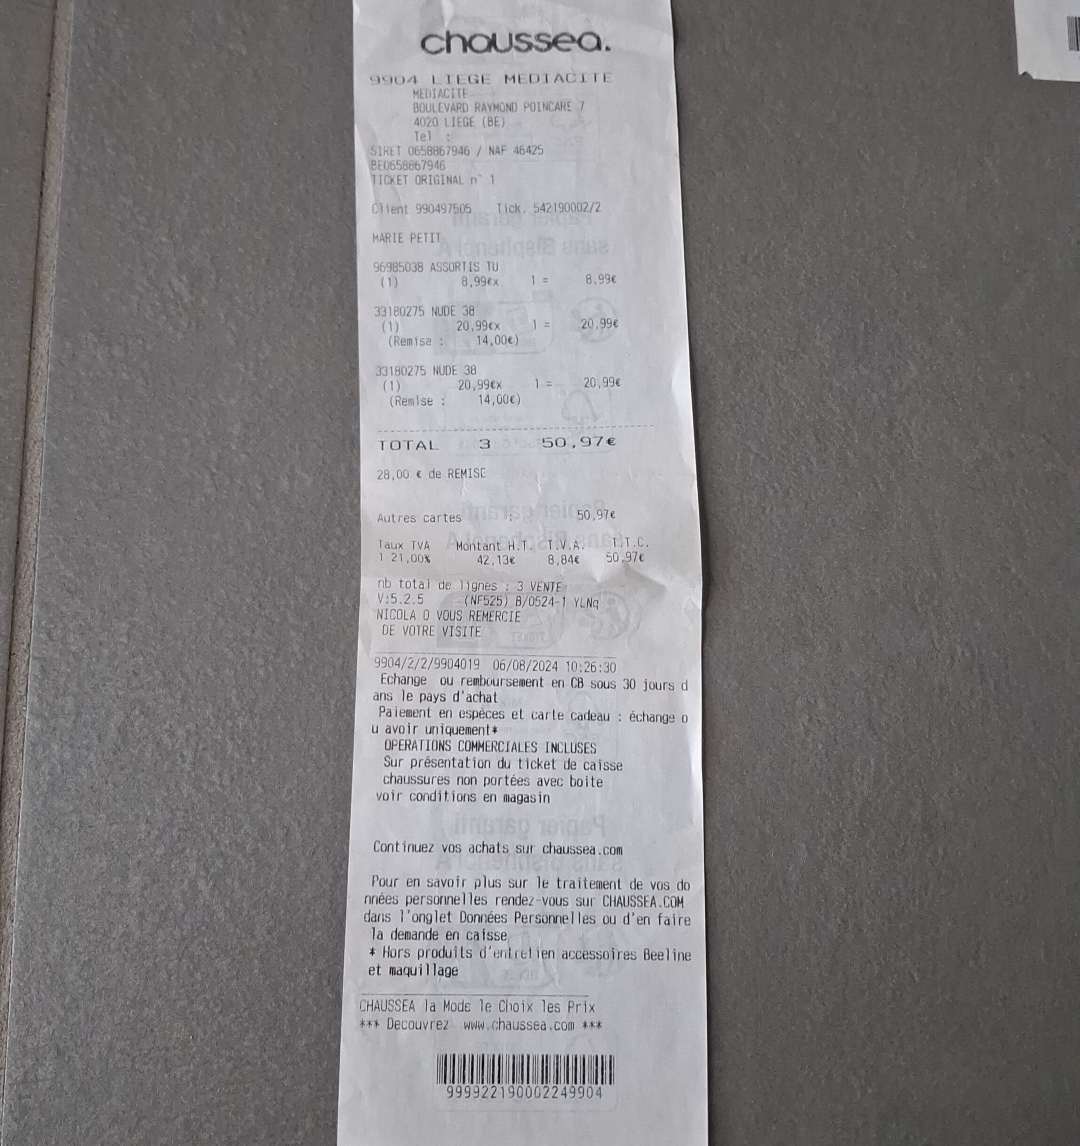 chaussea.
9904 LIEGE MEDIACITE
MEDIACITE
BOULEVARD RAYMOND POINCARE 7
4020 LIEGE (BE)
Tel :
SIRET 0658867946 / NAF 46425
BE0658867946
TICKET ORIGINAL n° 1
Client 990497505 Tick. 542190002/2
MARIE PETIT
96985038 ASSURTIS TU
(1) 8,99€x 1 = 8,99€
33180275 NUDE 38
(1) 20,99€x 1 = 20,99€
(Remise : 14,00€)
33180275 NUDE 38
(1) 20,99€x 1 = 20,99€
(Remise : 14,00€)
TOTAL 3 50,97€
28,00 € de REMISE
Autres cartes : 50,97€
Taux TVA Montant H.T. T.V.A. T.T.C.
1 21,00% 42,13€ 8,84€ 50,97€
nb total de lignes : 3 VENTE
V:5.2.5 (NF525) B/0524-1 YLNq
NICOLA O VOUS REMERCIE
DE VOTRE VISITE
9904/2/2/9904019 06/08/2024 10:26:30
Echange ou remboursement en CB sous 30 jours d
ans le pays d'achat
Paiement en espèces et carte cadeau : échange o
u avoir uniquement*
OPERATIONS COMMERCIALES INCLUSES
Sur présentation du ticket de caisse
chaussures non portées avec boite
voir conditions en magasin
Continuez vos achats sur chaussea.com
Pour en savoir plus sur le traitement de vos do
nnées personnelles rendez-vous sur CHAUSSEA.COM
dans l'onglet Données Personnelles ou d'en faire
la demande en caisse
* Hors produits d'entretien accessoires Beeline
et maquillage
CHAUSSEA la Mode le Choix les Prix
*** Decouvrez www.chaussea.com ***
999922190002249904